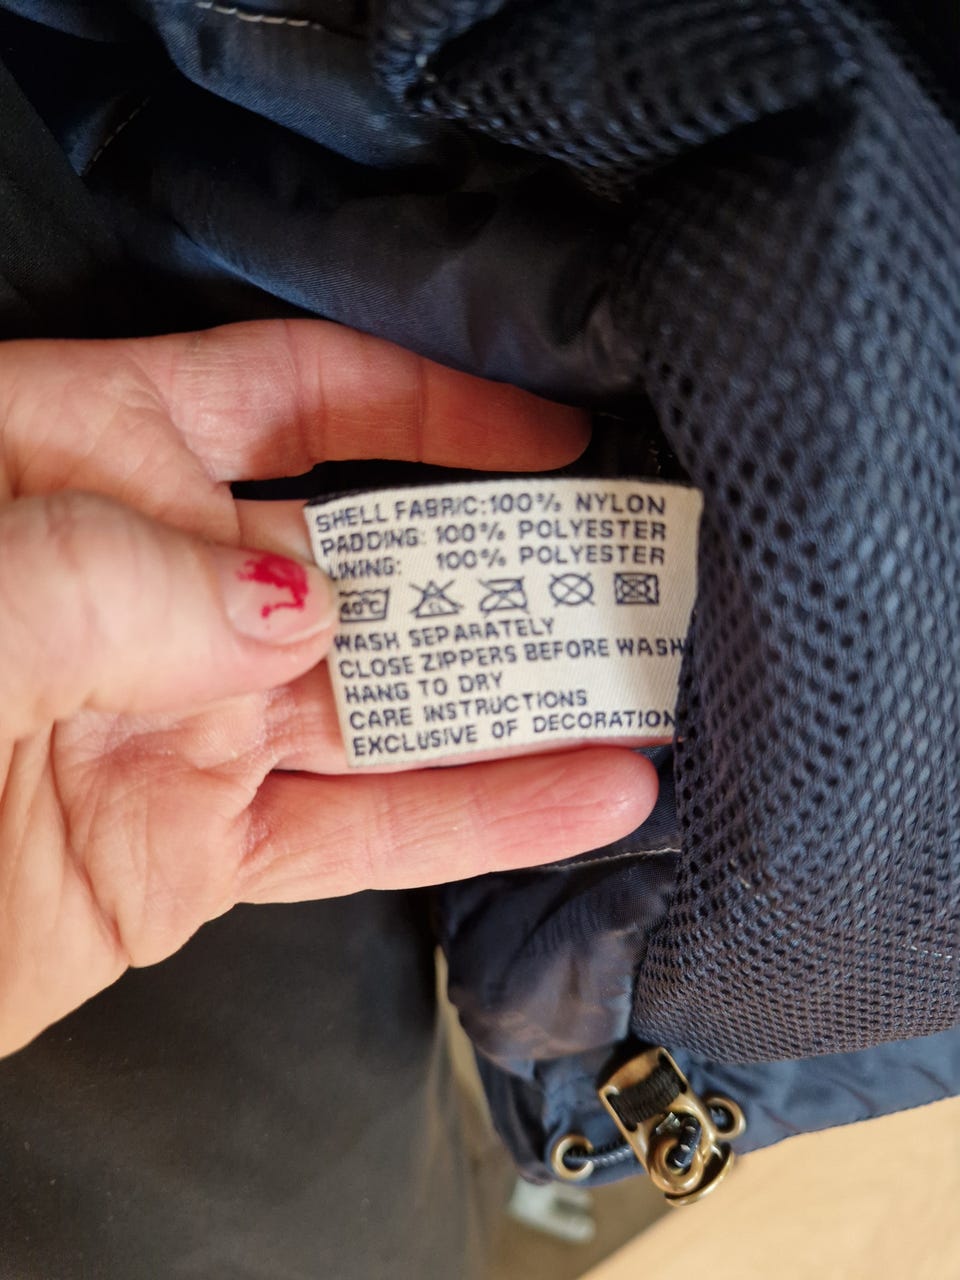 SHELL FABRIC:100% NYLON
PADDING: 100% POLYESTER
LINING: 100% POLYESTER
40°C CL
WASH SEPARATELY
CLOSE ZIPPERS BEFORE WASH
HANG TO DRY
CARE INSTRUCTIONS
EXCLUSIVE OF DECORATION